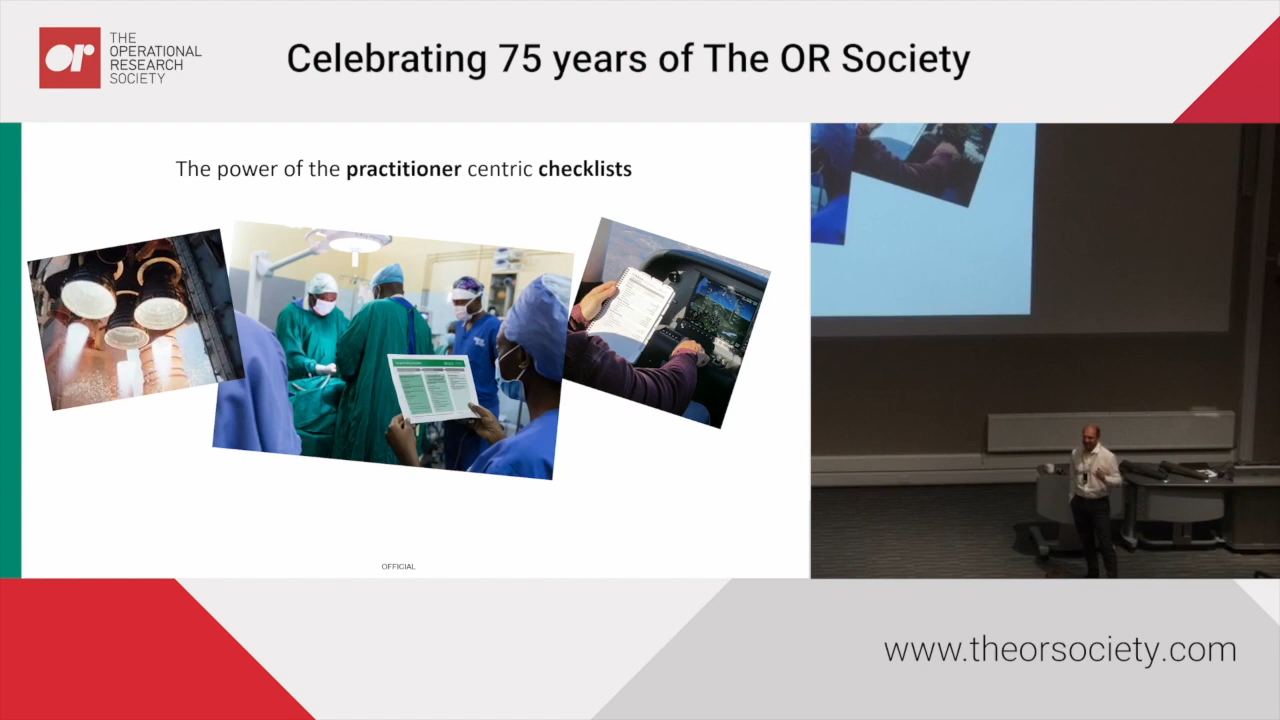 THE
OPERATIONAL
RESEARCH
SOCIETY
or
Celebrating 75 years of The OR Society
The power of the practitioner centric checklists
OFFICIAL
www.theorsociety.com